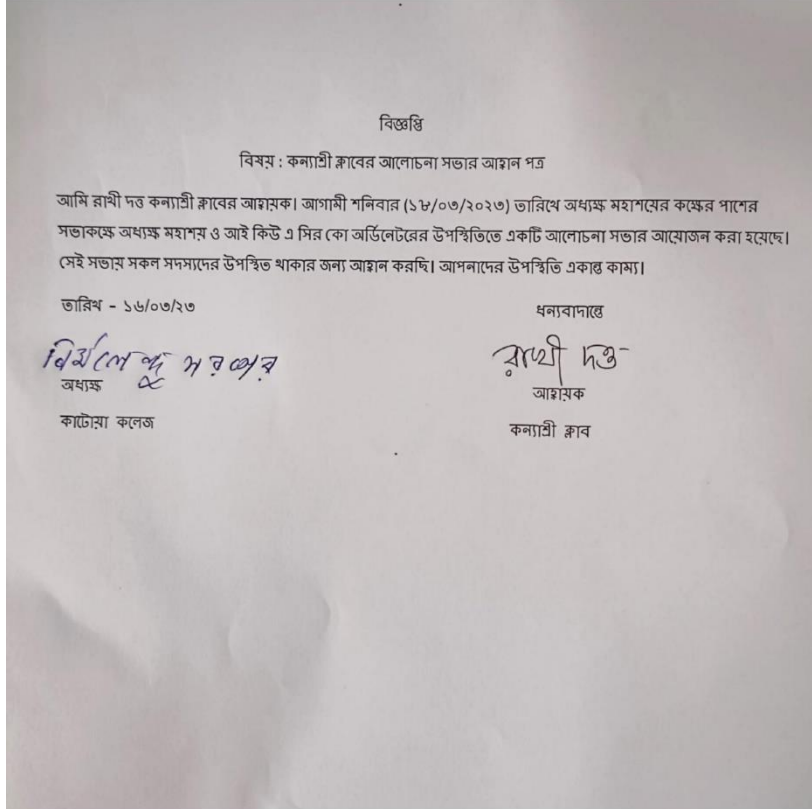 বিজ্ঞপ্তি
বিষয় : কন্যাশ্রী ক্লাবের আলোচনা সভার আহ্বান পত্র
আমি রাখী দত্ত কন্যাশ্রী ক্লাবের আহ্বায়ক। আগামী শনিবার (১৮/০৩/২০২৩) তারিখে অধ্যক্ষ মহাশয়ের কক্ষের পাশের
সভাকক্ষে অধ্যক্ষ মহাশয় ও আই কিউ এ সির কো অর্ডিনেটরের উপস্থিতিতে একটি আলোচনা সভার আয়োজন করা হয়েছে।
সেই সভায় সকল সদস্যদের উপস্থিত থাকার জন্য আহ্বান করছি। আপনাদের উপস্থিতি একান্ত কাম্য।
তারিখ - ১৬/০৩/২৩
ধন্যবাদান্তে
নির্মলেন্দু সরকার
রাখী দত্ত
অধ্যক্ষ
আহ্বায়ক
কাটোয়া কলেজ
কন্যাশ্রী ক্লাব